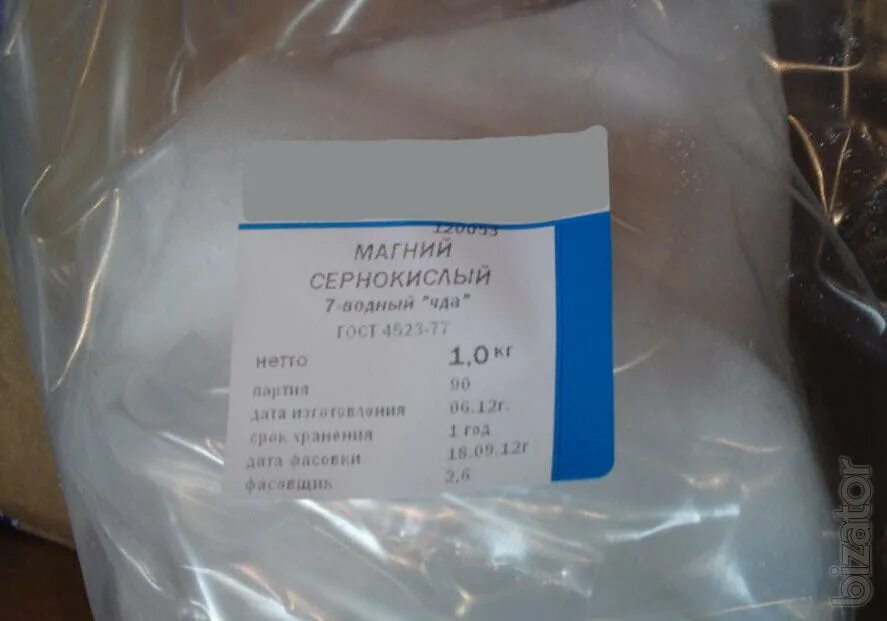 120053
МАГНИЙ
СЕРНОКИСЛЫЙ
7-водный "чда"
ГОСТ 4523-77
нетто 1,0 кг
партия 90
дата изготовления 06.12г.
срок хранения 1 год
дата фасовки 18.09.12г
фасовщик 2,6
bizator